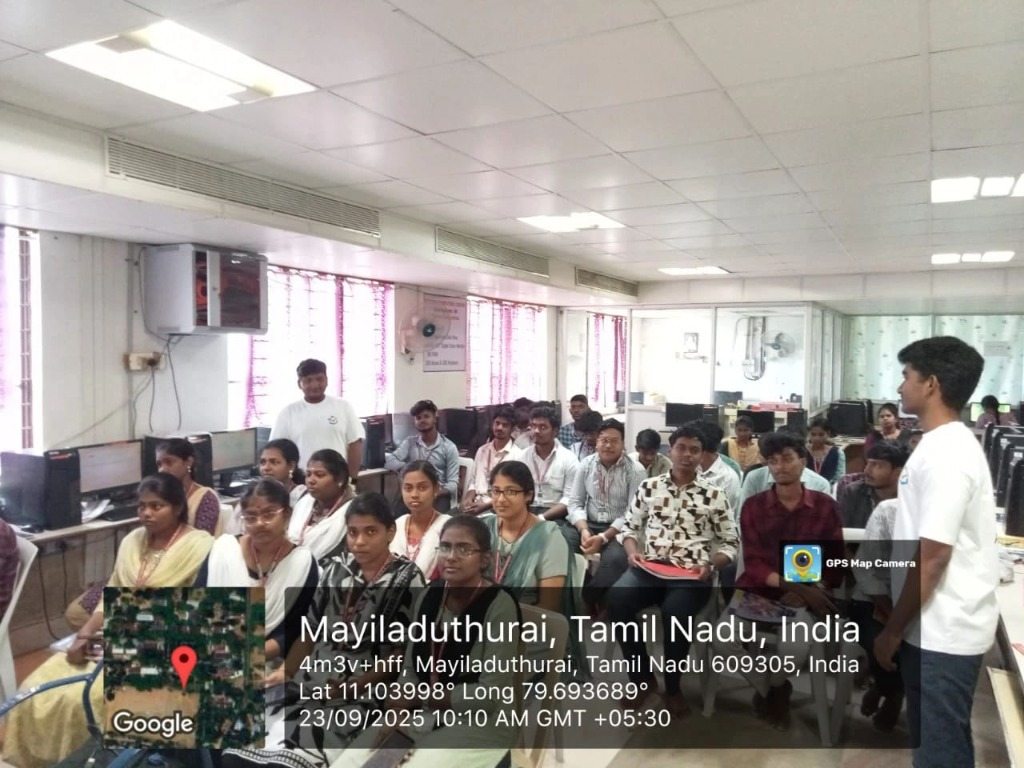 GPS Map Camera
Mayiladuthurai, Tamil Nadu, India
4m3v+hff, Mayiladuthurai, Tamil Nadu 609305, India
Lat 11.103998° Long 79.693689°
23/09/2025 10:10 AM GMT +05:30
Google